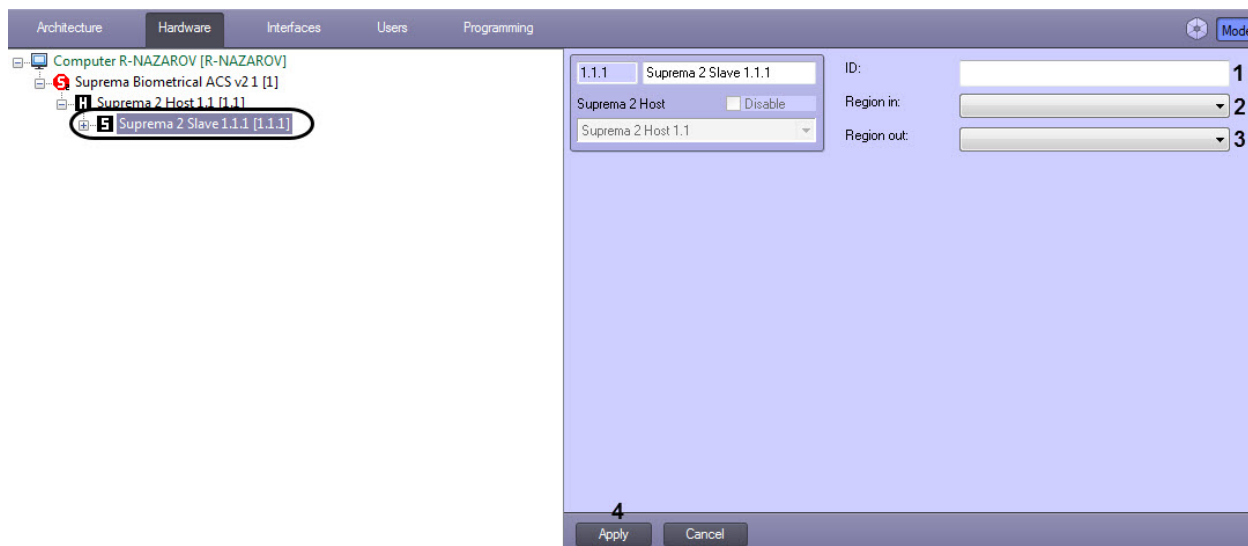 Architecture Hardware Interfaces Users Programming Mode
Computer R-NAZAROV [R-NAZAROV]
Suprema Biometrical ACS v2 1 [1]
H Suprema 2 Host 1.1 [1.1]
S Suprema 2 Slave 1.1.1 [1.1.1]
1.1.1 Suprema 2 Slave 1.1.1
Suprema 2 Host Disable
Suprema 2 Host 1.1
ID: 1
Region in: 2
Region out: 3
4
Apply Cancel